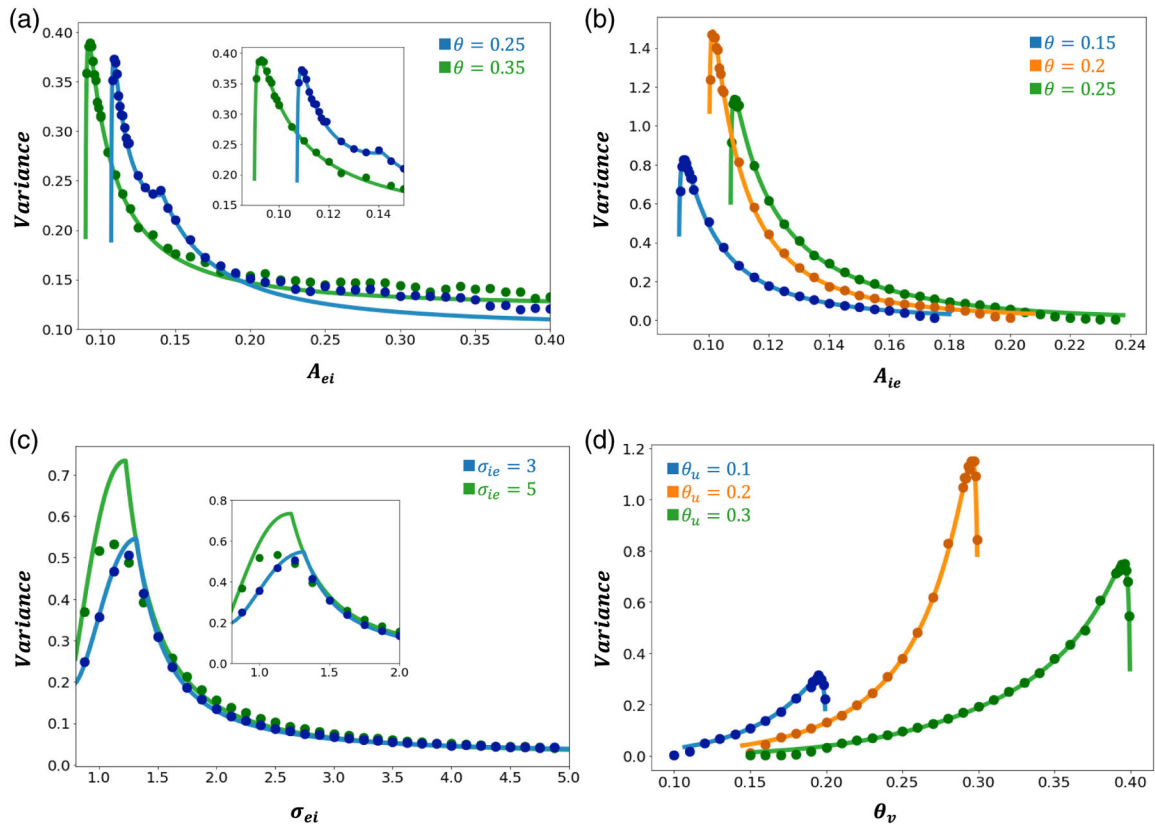 (a)
0.40
0.35
0.30
0.25
0.20
0.15
0.10
Variance
θ = 0.25
θ = 0.35
0.40
0.35
0.30
0.25
0.20
0.15
0.10 0.12 0.14
0.10 0.15 0.20 0.25 0.30 0.35 0.40
A_ei
(b)
1.4
1.2
1.0
0.8
0.6
0.4
0.2
0.0
Variance
θ = 0.15
θ = 0.2
θ = 0.25
0.10 0.12 0.14 0.16 0.18 0.20 0.22 0.24
A_ie
(c)
0.7
0.6
0.5
0.4
0.3
0.2
0.1
0.0
Variance
σ_ie = 3
σ_ie = 5
0.8
0.6
0.4
0.2
0.0
1.0 1.5 2.0
1.0 1.5 2.0 2.5 3.0 3.5 4.0 4.5 5.0
σ_ei
(d)
1.2
1.0
0.8
0.6
0.4
0.2
0.0
Variance
θ_u = 0.1
θ_u = 0.2
θ_u = 0.3
0.10 0.15 0.20 0.25 0.30 0.35 0.40
θ_v